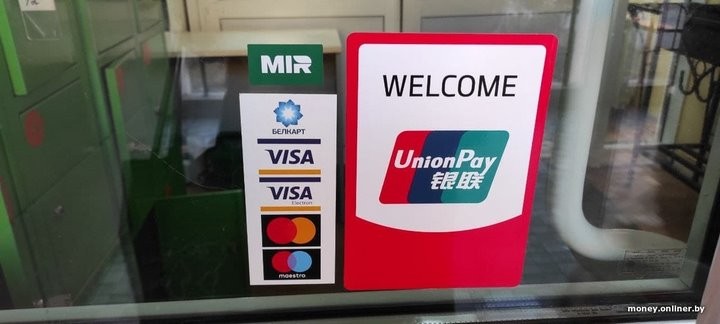 MIR
БЕЛКАРТ
VISA
VISA
Electron
maestro
WELCOME
UnionPay
银联
money.onliner.by